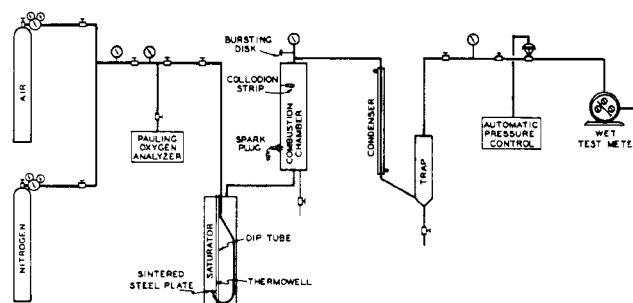 AIR
NITROGEN
PAULING
OXYGEN
ANALYZER
SATURATOR
DIP TUBE
THERMOWELL
SINTERED
STEEL PLATE
BURSTING
DISK
COLLODION
STRIP
SPARK
PLUG
COMBUSTION
CHAMBER
CONDENSER
TRAP
AUTOMATIC
PRESSURE
CONTROL
WET
TEST METE